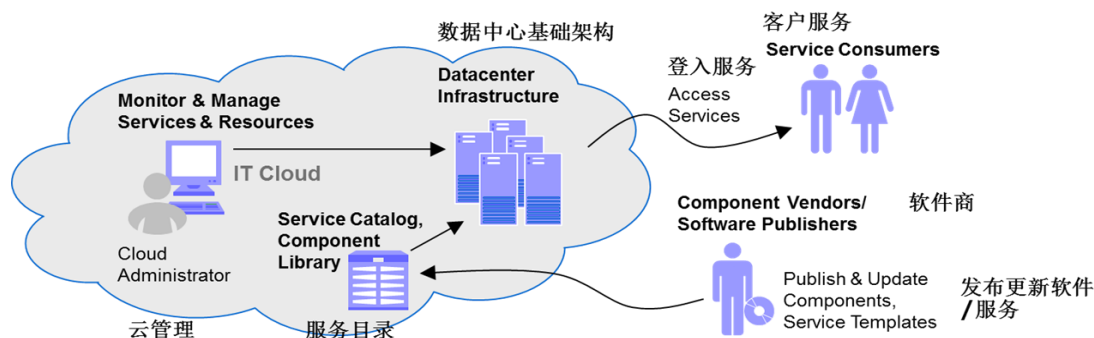 数据中心基础架构
客户服务
Service Consumers
登入服务
Access
Services
Datacenter
Infrastructure
Monitor & Manage
Services & Resources
IT Cloud
Cloud
Administrator
云管理
Service Catalog,
Component
Library
服务目录
Component Vendors/
Software Publishers
软件商
Publish & Update
Components,
Service Templates
发布更新软件
/服务